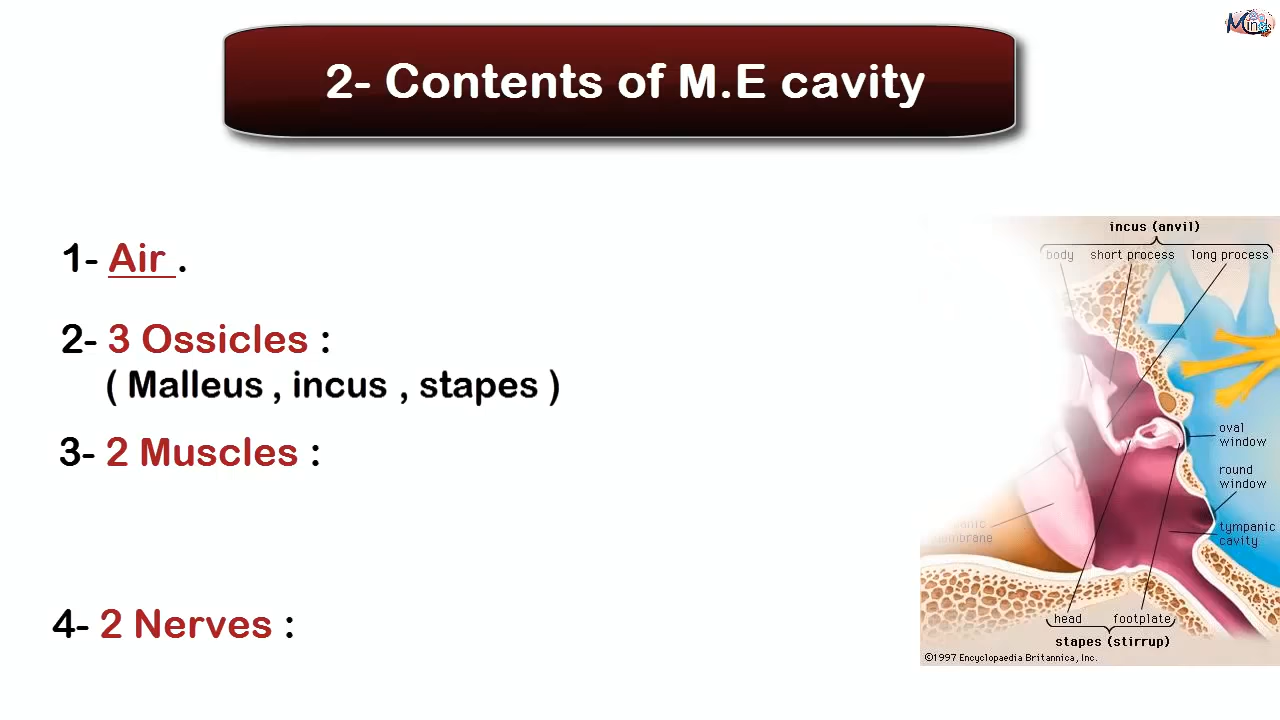 2- Contents of M.E cavity
1- Air .
2- 3 Ossicles :
( Malleus , incus , stapes )
3- 2 Muscles :
4- 2 Nerves :
incus (anvil)
body short process long process
oval
window
round
window
tympanic
cavity
head footplate
stapes (stirrup)
©1997 Encyclopaedia Britannica, Inc.